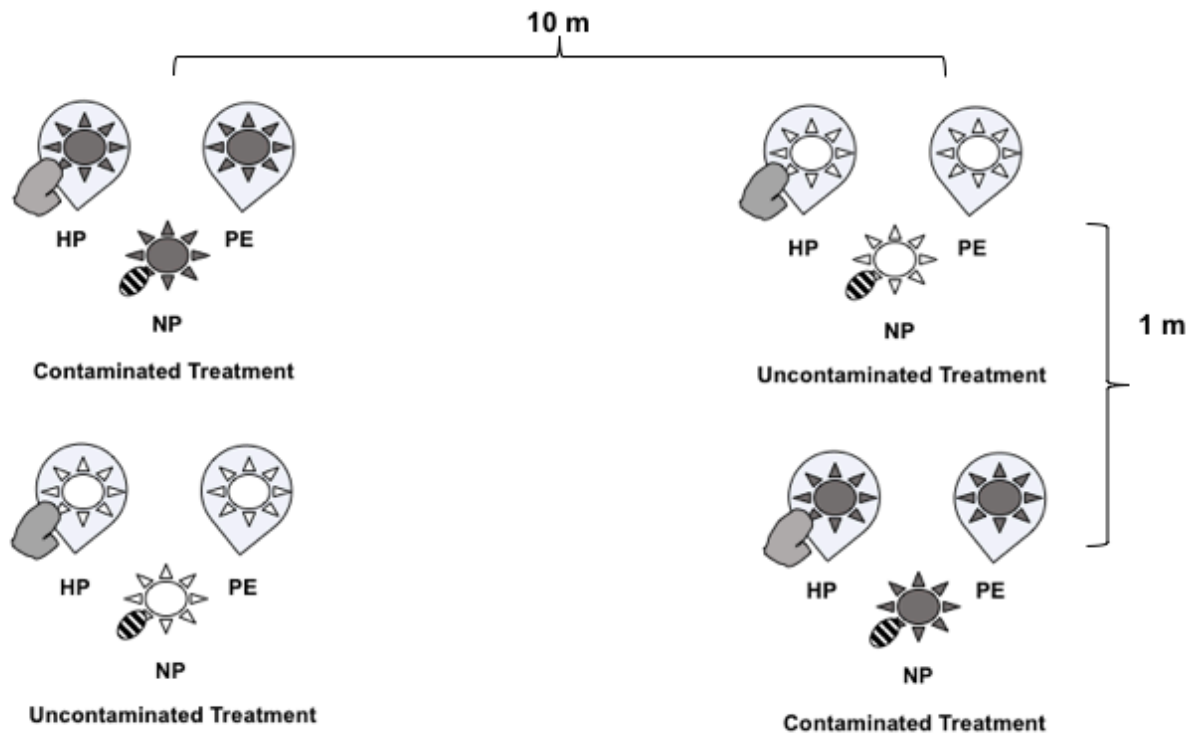 10 m
HP
PE
NP
Contaminated Treatment
HP
PE
NP
Uncontaminated Treatment
1 m
HP
PE
NP
Uncontaminated Treatment
HP
PE
NP
Contaminated Treatment